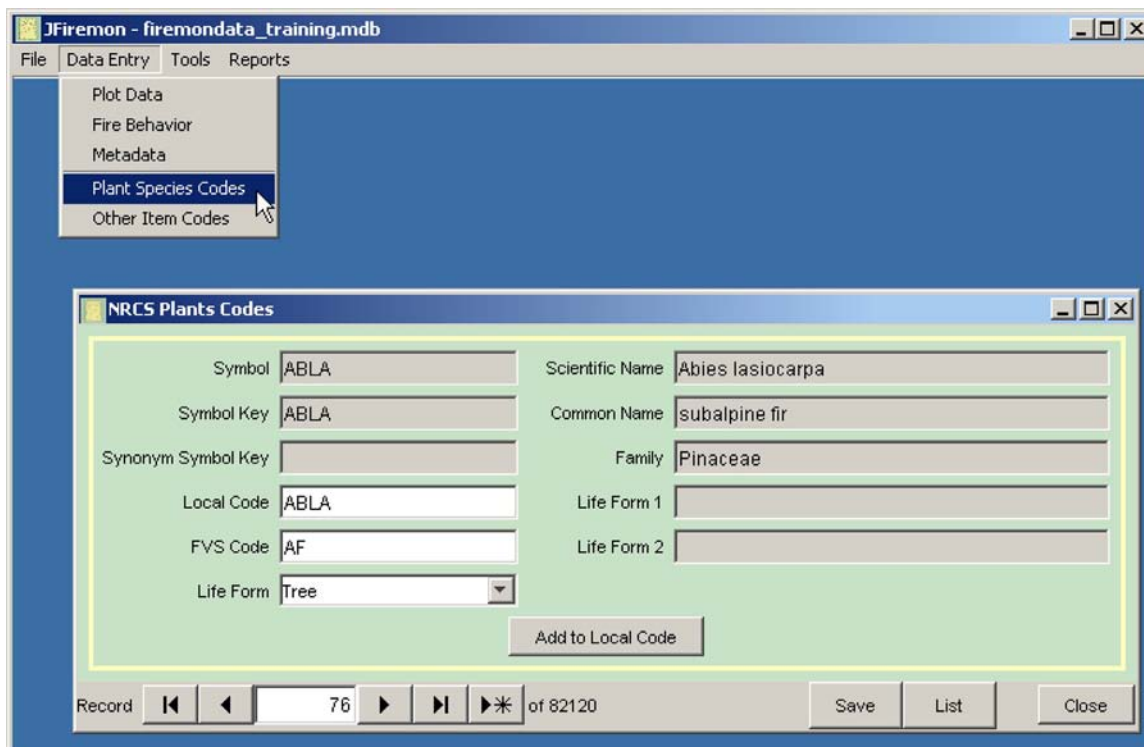 JFiremon - firemondata_training.mdb
File Data Entry Tools Reports
Plot Data
Fire Behavior
Metadata
Plant Species Codes
Other Item Codes
NRCS Plants Codes
Symbol ABLA Scientific Name Abies lasiocarpa
Symbol Key ABLA Common Name subalpine fir
Synonym Symbol Key Family Pinaceae
Local Code ABLA Life Form 1
FVS Code AF Life Form 2
Life Form Tree
Add to Local Code
Record 76 of 82120 Save List Close